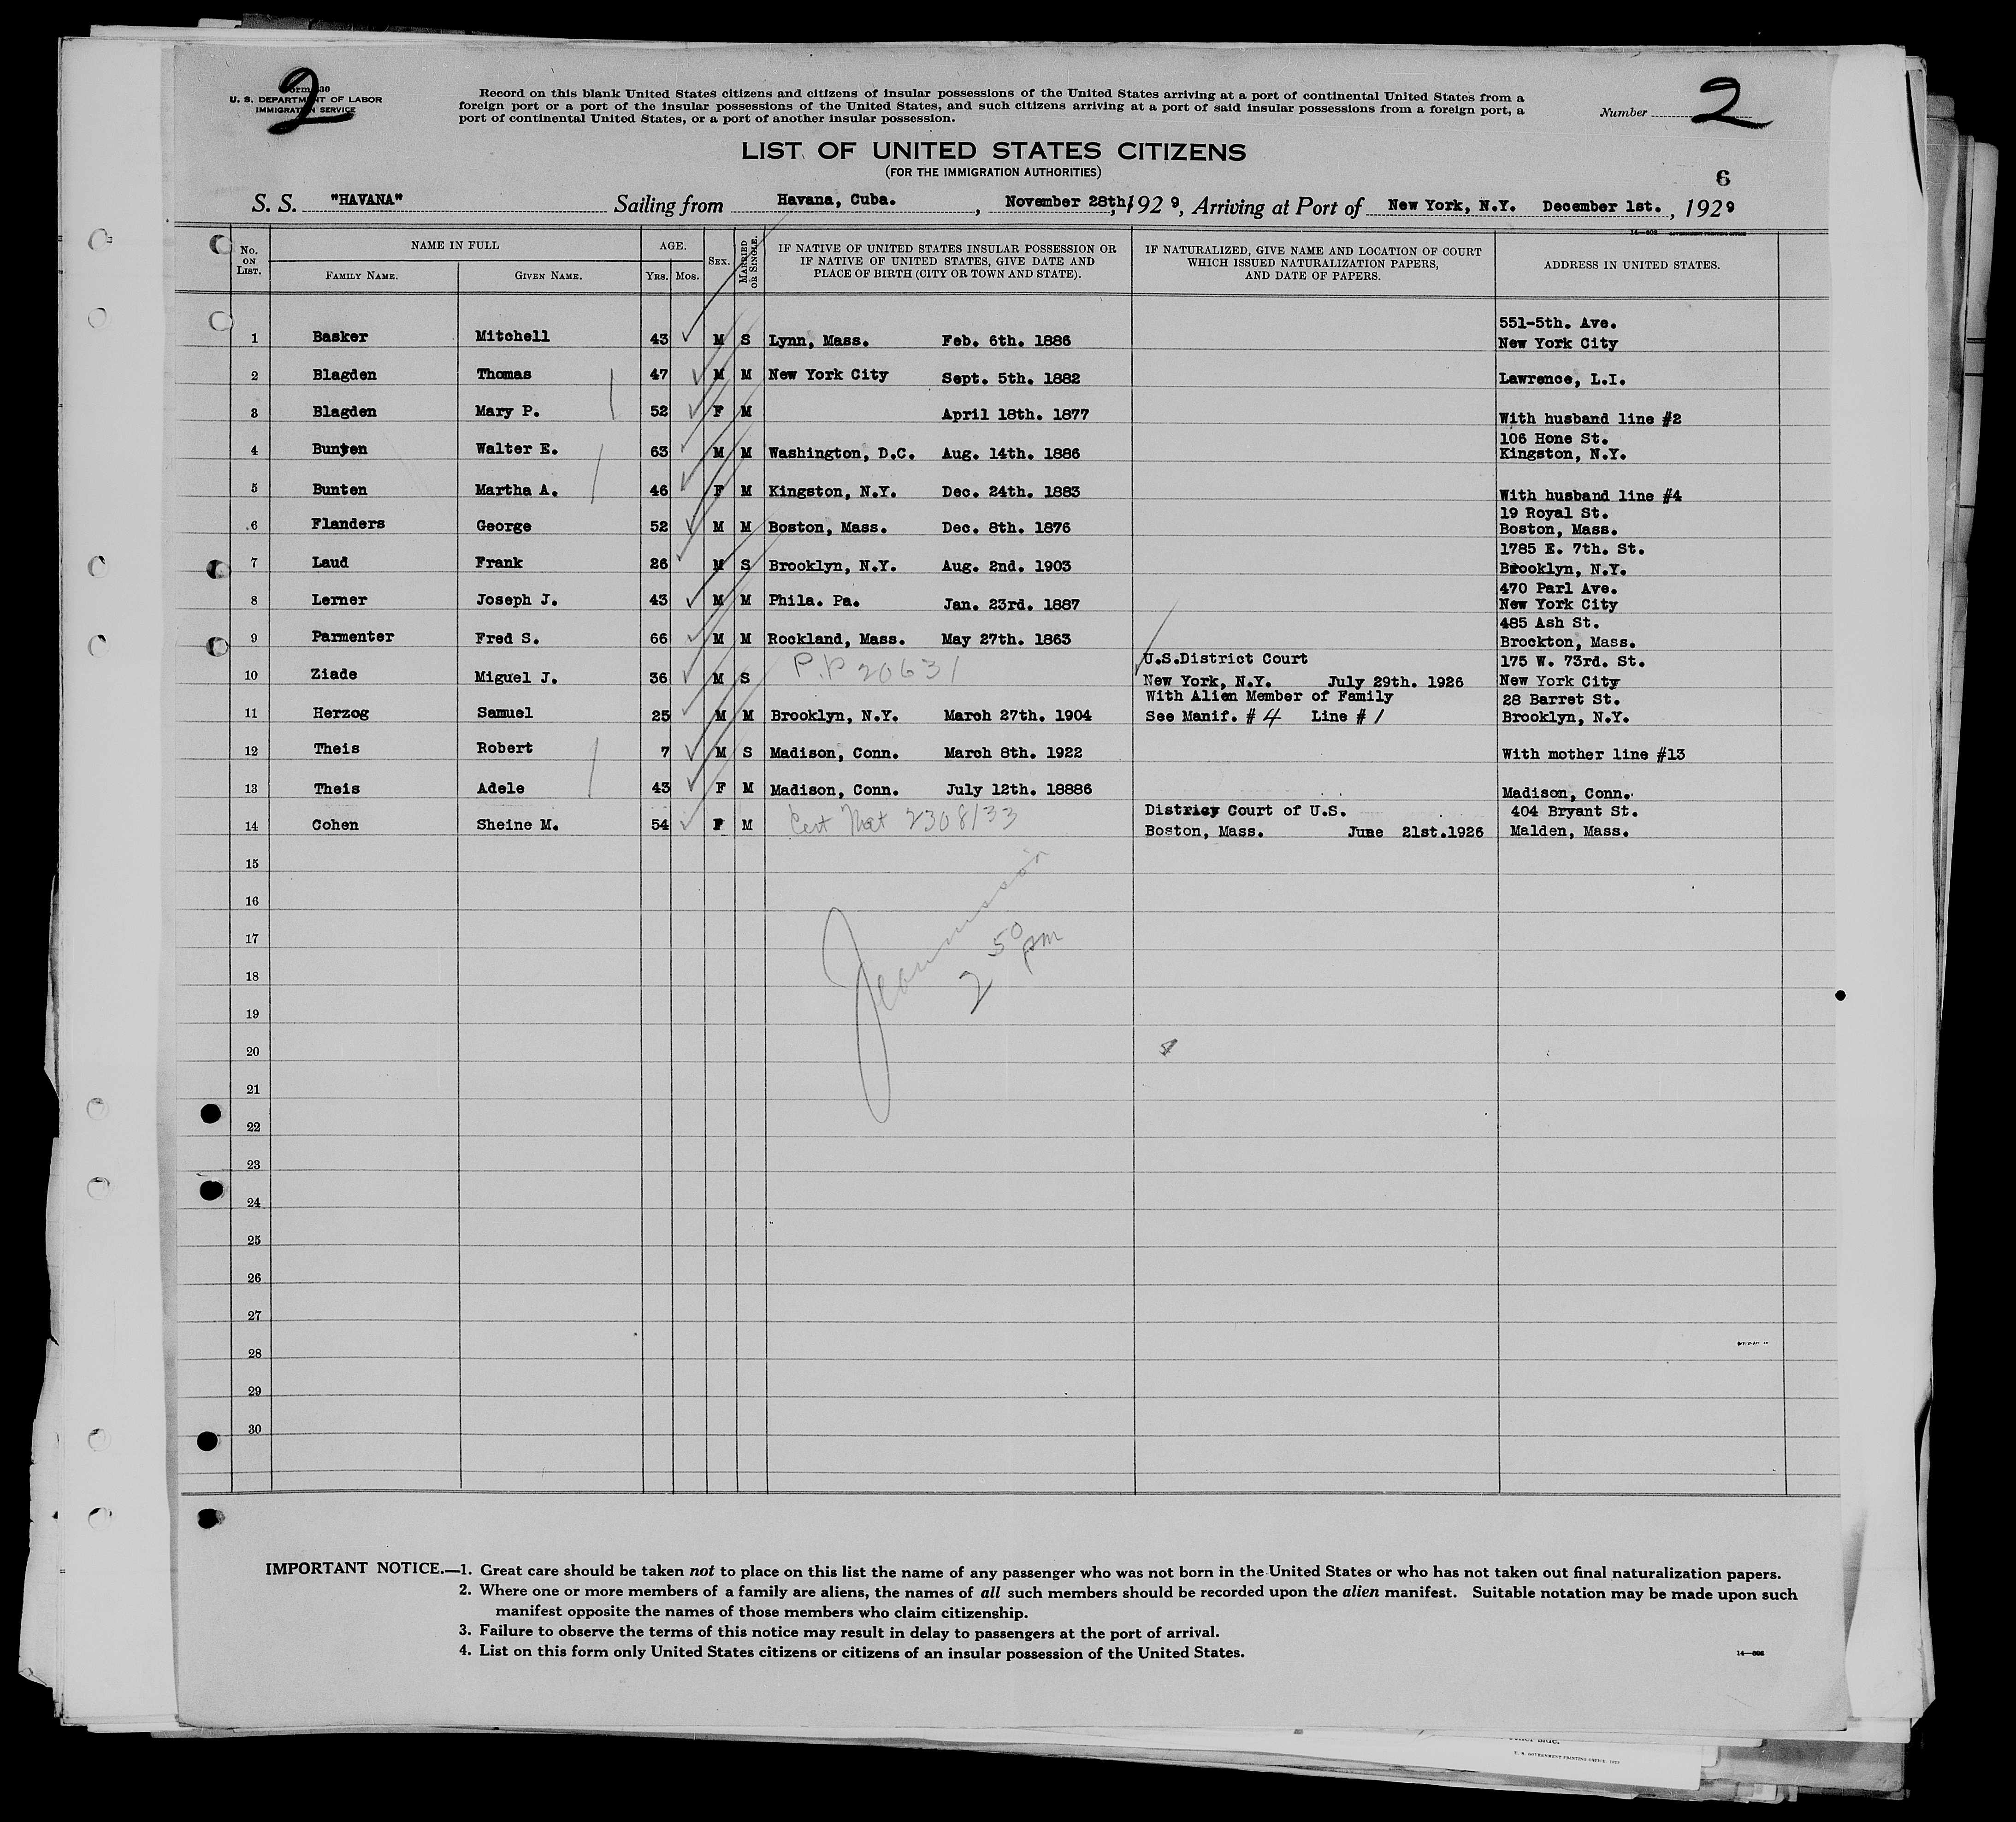 2
Form 630
U. S. DEPARTMENT OF LABOR
IMMIGRATION SERVICE
Record on this blank United States citizens and citizens of insular possessions of the United States arriving at a port of continental United States from a
foreign port or a port of the insular possessions of the United States, and such citizens arriving at a port of said insular possessions from a foreign port, a
port of continental United States, or a port of another insular possession.
Number 2
LIST OF UNITED STATES CITIZENS
(FOR THE IMMIGRATION AUTHORITIES)
6
S. S. "HAVANA" Sailing from Havana, Cuba. , November 28th, 1929, Arriving at Port of New York, N.Y. December 1st. , 1929
No. ON LIST. NAME IN FULL FAMILY NAME. GIVEN NAME. AGE. YRS. MOS. SEX. MARRIED OR SINGLE. IF NATIVE OF UNITED STATES INSULAR POSSESSION OR IF NATIVE OF UNITED STATES, GIVE DATE AND PLACE OF BIRTH (CITY OR TOWN AND STATE). IF NATURALIZED, GIVE NAME AND LOCATION OF COURT WHICH ISSUED NATURALIZATION PAPERS, AND DATE OF PAPERS. ADDRESS IN UNITED STATES.
551-5th. Ave.
1 Basker Mitchell 43 M S Lynn, Mass. Feb. 6th. 1886 New York City
2 Blagden Thomas 47 M M New York City Sept. 5th. 1882 Lawrence, L.I.
3 Blagden Mary P. 52 F M April 18th. 1877 With husband line #2
106 Hone St.
4 Bunten Walter E. 63 M M Washington, D.C. Aug. 14th. 1886 Kingston, N.Y.
5 Bunten Martha A. 46 F M Kingston, N.Y. Dec. 24th. 1883 With husband line #4
19 Royal St.
6 Flanders George 52 M M Boston, Mass. Dec. 8th. 1876 Boston, Mass.
1785 E. 7th. St.
7 Laud Frank 26 M S Brooklyn, N.Y. Aug. 2nd. 1903 Brooklyn, N.Y.
470 Parl Ave.
8 Lerner Joseph J. 43 M M Phila. Pa. Jan. 23rd. 1887 New York City
485 Ash St.
9 Parmenter Fred S. 66 M M Rockland, Mass. May 27th. 1863 Brockton, Mass.
P.P 20631 U.S.District Court 175 W. 73rd. St.
10 Ziade Miguel J. 36 M S New York, N.Y. July 29th. 1926 New York City
With Alien Member of Family 28 Barret St.
11 Herzog Samuel 25 M M Brooklyn, N.Y. March 27th. 1904 See Manif. # 4 Line # 1 Brooklyn, N.Y.
12 Theis Robert 7 M S Madison, Conn. March 8th. 1922 With mother line #13
13 Theis Adele 43 F M Madison, Conn. July 12th. 18886 Madison, Conn.
Districy Court of U.S. 404 Bryant St.
14 Cohen Sheine M. 54 F M Cert Nat 2308133 Boston, Mass. June 21st.1926 Malden, Mass.
15
16
17
2 50 pm
18
19
20
21
22
23
24
25
26
27
28
29
30
IMPORTANT NOTICE.—1. Great care should be taken not to place on this list the name of any passenger who was not born in the United States or who has not taken out final naturalization papers.
2. Where one or more members of a family are aliens, the names of all such members should be recorded upon the alien manifest. Suitable notation may be made upon such
manifest opposite the names of those members who claim citizenship.
3. Failure to observe the terms of this notice may result in delay to passengers at the port of arrival.
4. List on this form only United States citizens or citizens of an insular possession of the United States.